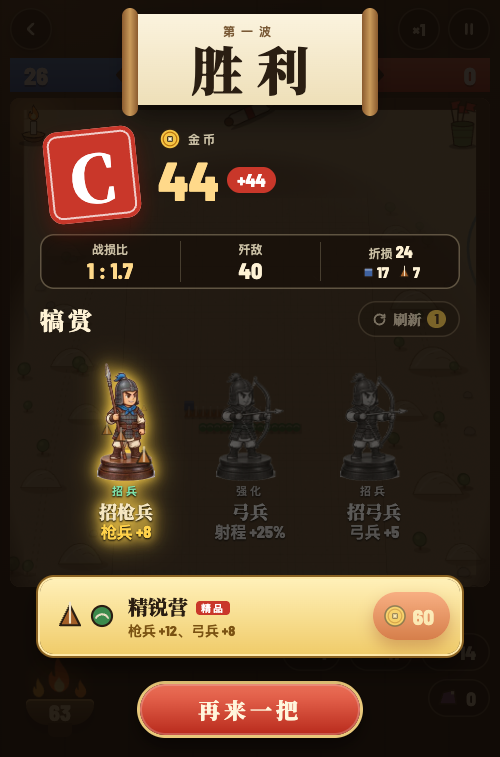 第一波
胜利
×1
26
0
C
金币
44
+44
战损比
1 : 1.7
歼敌
40
折损 24
17
7
犒赏
刷新 1
招兵
招枪兵
枪兵 +8
强化
弓兵
射程 +25%
招兵
招弓兵
弓兵 +5
精锐营 精品
枪兵 +12、弓兵 +8
60
14
63
0
再来一把